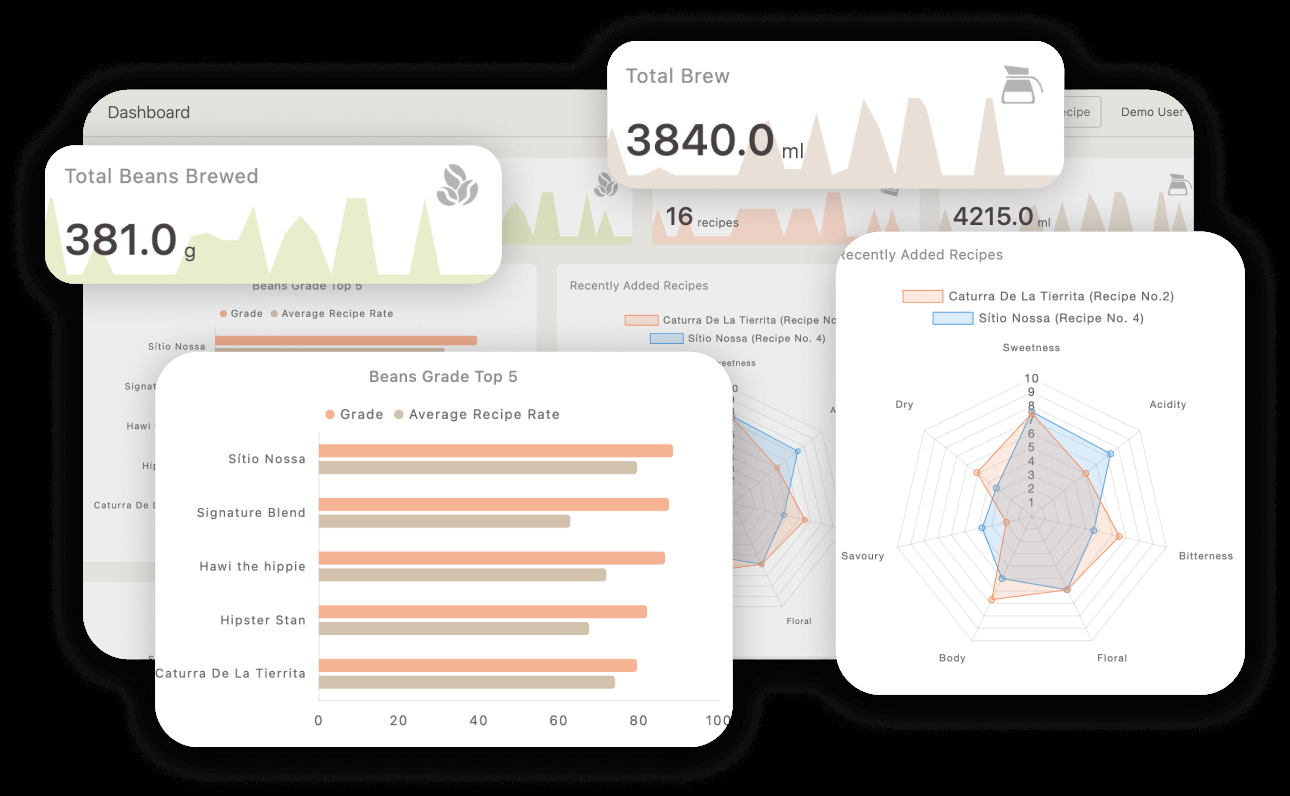 Total Brew
3840.0 ml
Dashboard
Demo User
Total Beans Brewed
381.0 g
16 recipes
4215.0 ml
Beans Grade Top 5
Grade Average Recipe Rate
Sítio Nossa
Hawi
Caturra De L
Recently Added Recipes
Caturra De La Tierrita (Recipe No
Sítio Nossa (Recipe No. 4)
Floral
Recently Added Recipes
Caturra De La Tierrita (Recipe No.2)
Sítio Nossa (Recipe No. 4)
Sweetness
Dry
Acidity
10
9
8
7
6
5
4
3
2
1
Savoury
Bitterness
Body
Floral
Beans Grade Top 5
Grade Average Recipe Rate
Sítio Nossa
Signature Blend
Hawi the hippie
Hipster Stan
Caturra De La Tierrita
0 20 40 60 80 100